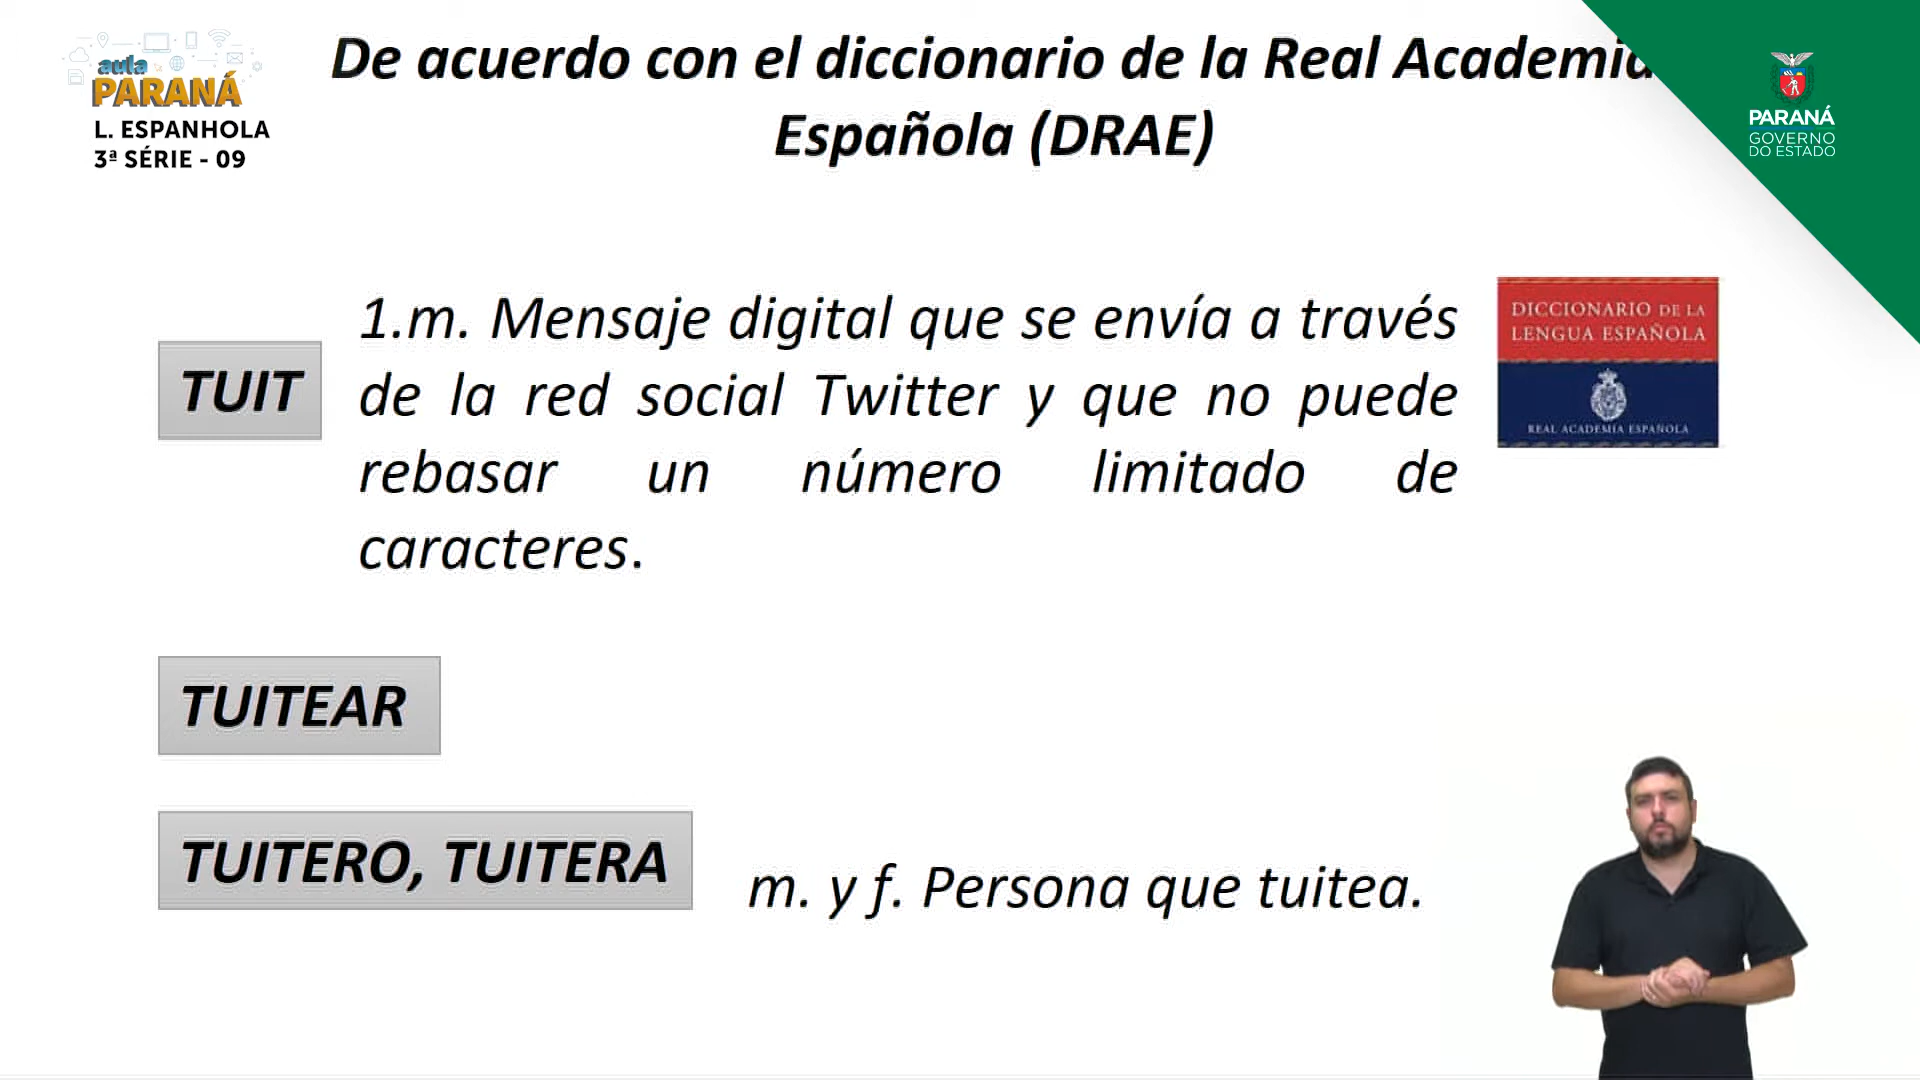 aula
PARANÁ
L. ESPANHOLA
3ª SÉRIE - 09
De acuerdo con el diccionario de la Real Academia
Española (DRAE)
PARANÁ
GOVERNO
DO ESTADO
TUIT
1.m. Mensaje digital que se envía a través
de la red social Twitter y que no puede
rebasar un número limitado de
caracteres.
DICCIONARIO DE LA
LENGUA ESPAÑOLA
REAL ACADEMIA ESPAÑOLA
TUITEAR
TUITERO, TUITERA
m. y f. Persona que tuitea.